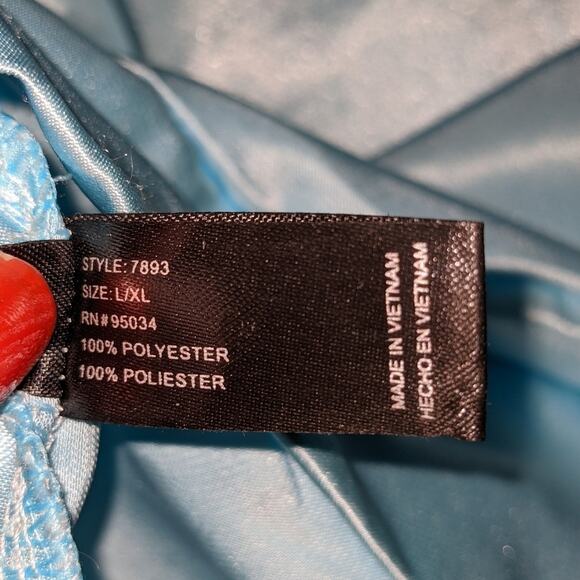 STYLE: 7893
SIZE: L/XL
RN#95034
100% POLYESTER
100% POLIESTER
MADE IN VIETNAM
HECHO EN VIETNAM